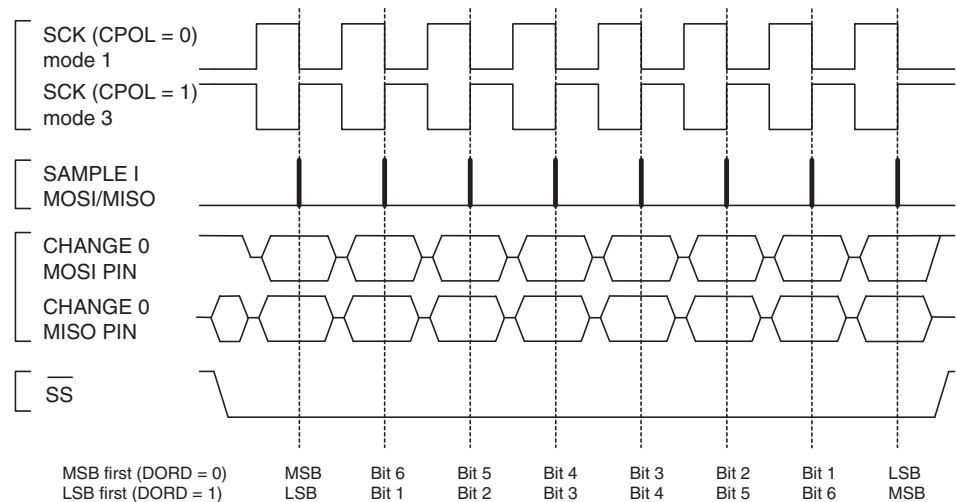 SCK (CPOL = 0)
mode 1
SCK (CPOL = 1)
mode 3
SAMPLE I
MOSI/MISO
CHANGE 0
MOSI PIN
CHANGE 0
MISO PIN
SS
MSB first (DORD = 0) MSB Bit 6 Bit 5 Bit 4 Bit 3 Bit 2 Bit 1 LSB
LSB first (DORD = 1) LSB Bit 1 Bit 2 Bit 3 Bit 4 Bit 5 Bit 6 MSB